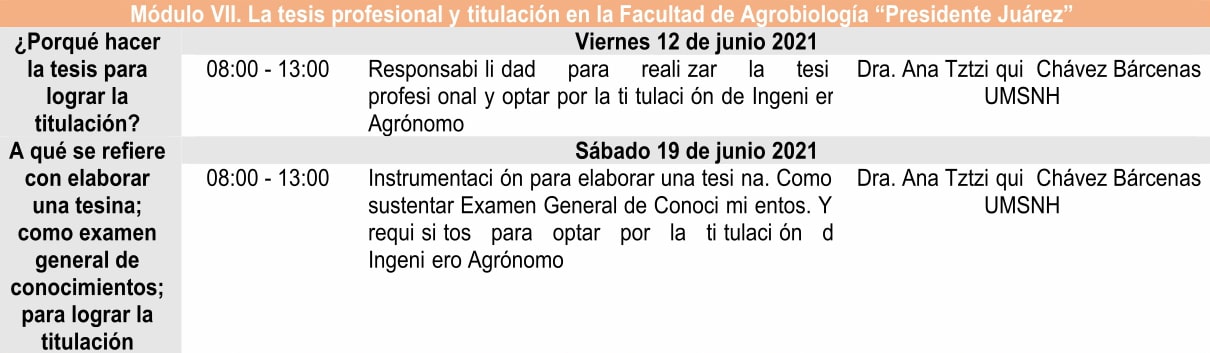 Módulo VII. La tesis profesional y titulación en la Facultad de Agrobiología “Presidente Juárez”
¿Porqué hacer
la tesis para
lograr la
titulación?
Viernes 12 de junio 2021
08:00 - 13:00
Responsabi li dad para reali zar la tesi
profesi onal y optar por la ti tulaci ón de Ingeni er
Agrónomo
Dra. Ana Tztzi qui Chávez Bárcenas
UMSNH
A qué se refiere
con elaborar
una tesina;
como examen
general de
conocimientos;
para lograr la
titulación
Sábado 19 de junio 2021
08:00 - 13:00
Instrumentaci ón para elaborar una tesi na. Como
sustentar Examen General de Conoci mi entos. Y
requi si tos para optar por la ti tulaci ón d
Ingeni ero Agrónomo
Dra. Ana Tztzi qui Chávez Bárcenas
UMSNH